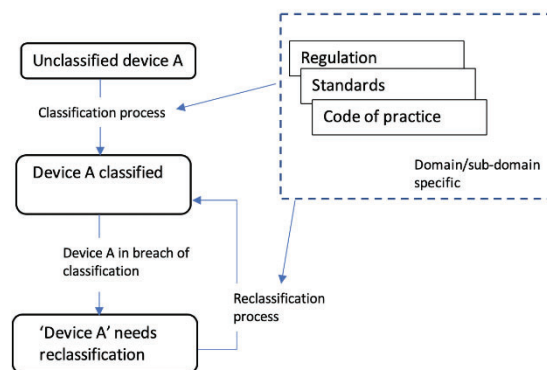 Unclassified device A
Classification process
Device A classified
Device A in breach of
classification
'Device A' needs
reclassification
Reclassification
process
Regulation
Standards
Code of practice
Domain/sub-domain
specific